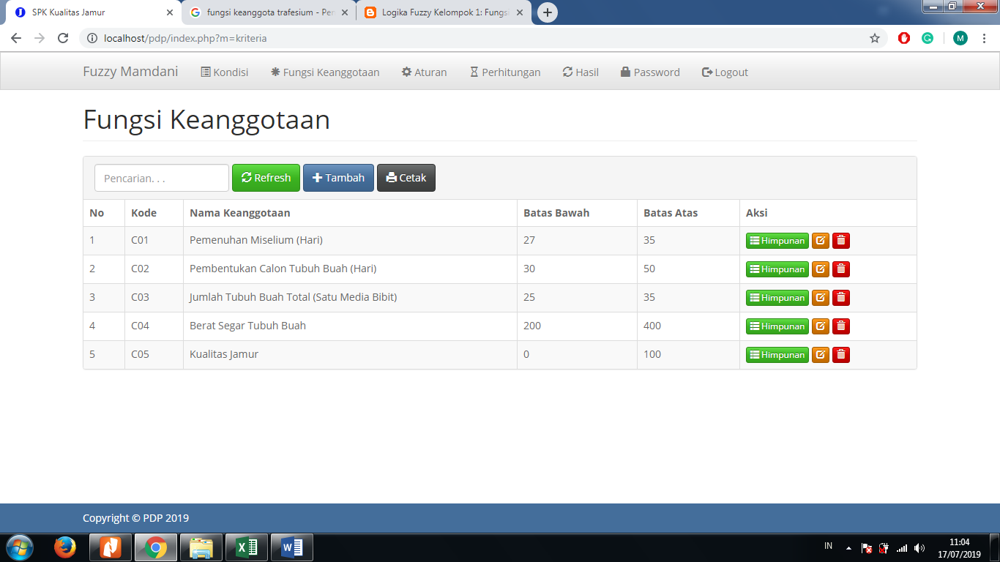 SPK Kualitas Jamur
fungsi keanggota trafesium - Pen
Logika Fuzzy Kelompok 1: Fungsi
localhost/pdp/index.php?m=kriteria
M
Fuzzy Mamdani Kondisi Fungsi Keanggotaan Aturan Perhitungan Hasil Password Logout
Fungsi Keanggotaan
Pencarian. . . Refresh Tambah Cetak
No Kode Nama Keanggotaan Batas Bawah Batas Atas Aksi
1 C01 Pemenuhan Miselium (Hari) 27 35 Himpunan
2 C02 Pembentukan Calon Tubuh Buah (Hari) 30 50 Himpunan
3 C03 Jumlah Tubuh Buah Total (Satu Media Bibit) 25 35 Himpunan
4 C04 Berat Segar Tubuh Buah 200 400 Himpunan
5 C05 Kualitas Jamur 0 100 Himpunan
Copyright © PDP 2019
IN
11:04
17/07/2019